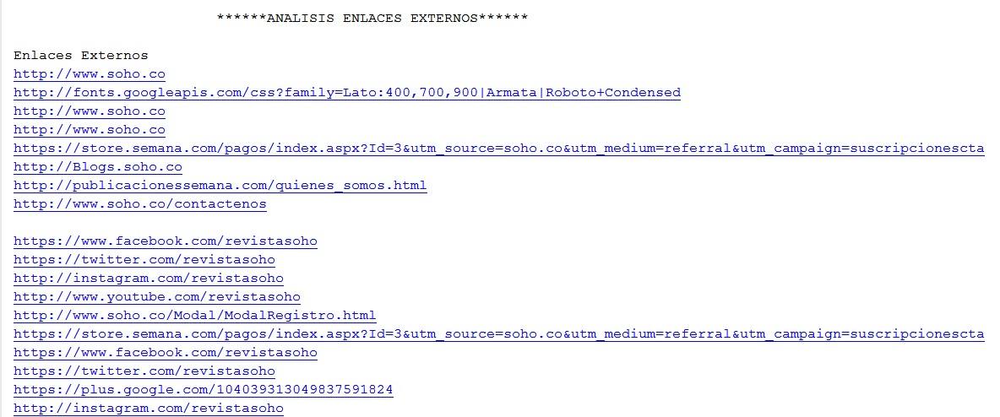 ******ANALISIS ENLACES EXTERNOS******
Enlaces Externos
http://www.soho.co
http://fonts.googleapis.com/css?family=Lato:400,700,900|Armata|Roboto+Condensed
http://www.soho.co
http://www.soho.co
https://store.semana.com/pagos/index.aspx?Id=3&utm_source=soho.co&utm_medium=referral&utm_campaign=suscripcionescta
http://Blogs.soho.co
http://publicacionessemana.com/quienes_somos.html
http://www.soho.co/contactenos
https://www.facebook.com/revistasoho
https://twitter.com/revistasoho
http://instagram.com/revistasoho
http://www.youtube.com/revistasoho
http://www.soho.co/Modal/ModalRegistro.html
https://store.semana.com/pagos/index.aspx?Id=3&utm_source=soho.co&utm_medium=referral&utm_campaign=suscripcionescta
https://www.facebook.com/revistasoho
https://twitter.com/revistasoho
https://plus.google.com/104039313049837591824
http://instagram.com/revistasoho